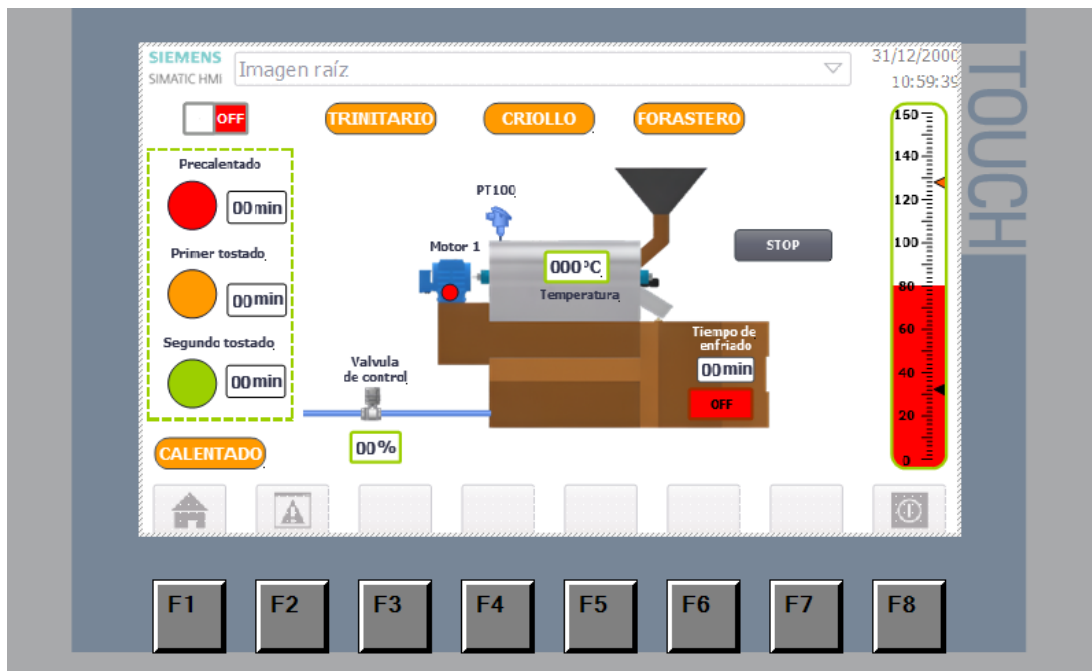 SIEMENS
SIMATIC HMI
Imagen raíz
31/12/2000
10:59:39
TOUCH
OFF
TRINITARIO
CRIOLLO
FORASTERO
Precalentado
00min
Primer tostado
00min
Segundo tostado
00min
CALENTADO
PT100
Motor 1
000°C
Temperatura
STOP
Valvula
de control
00%
Tiempo de
enfriado
00min
OFF
160
140
120
100
80
60
40
20
0
F1
F2
F3
F4
F5
F6
F7
F8